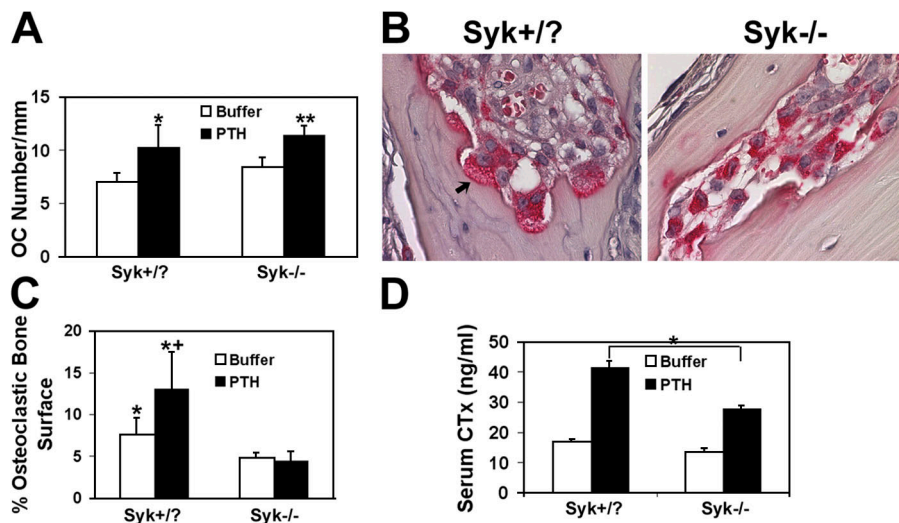 A
15
10
5
0
OC Number/mm
Buffer
PTH
*
**
Syk+/?
Syk-/-
B
Syk+/?
Syk-/-
C
20
15
10
5
0
% Osteoclastic Bone
Surface
Buffer
PTH
*
*+
Syk+/?
Syk-/-
D
50
40
30
20
10
0
Serum CTx (ng/ml)
Buffer
PTH
*
Syk+/?
Syk-/-